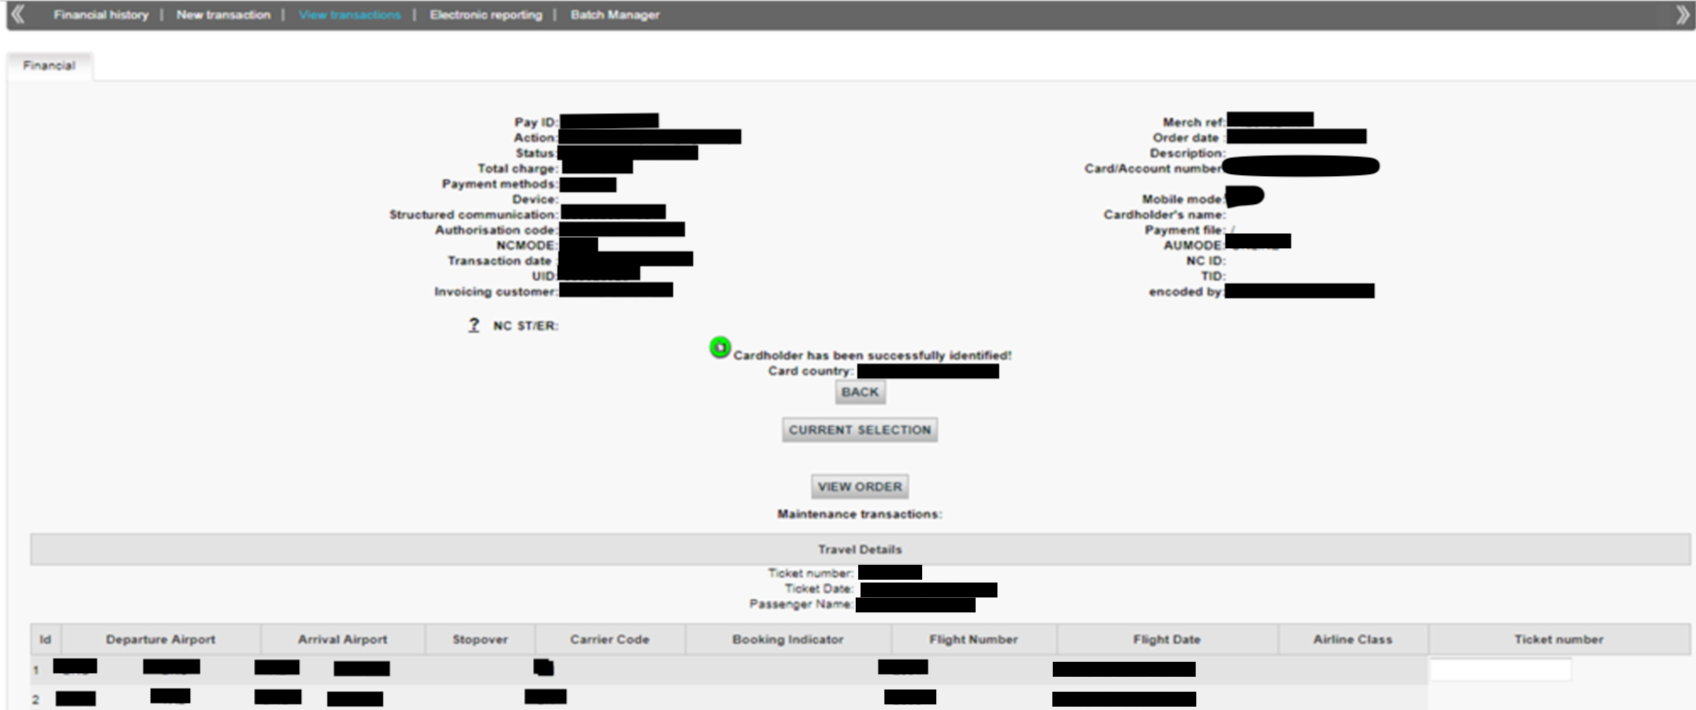 Financial history | New transaction | View transactions | Electronic reporting | Batch Manager
Financial
Pay ID:
Action:
Status:
Total charge:
Payment methods:
Device:
Structured communication:
Authorisation code:
NCMODE:
Transaction date :
UID:
Invoicing customer:
? NC ST/ER:
Merch ref:
Order date :
Description:
Card/Account number
Mobile mode:
Cardholder's name:
Payment file: /
AUMODE:
NC ID:
TID:
encoded by:
Cardholder has been successfully identified!
Card country:
BACK
CURRENT SELECTION
VIEW ORDER
Maintenance transactions:
Travel Details
Ticket number:
Ticket Date:
Passenger Name:
Id Departure Airport Arrival Airport Stopover Carrier Code Booking Indicator Flight Number Flight Date Airline Class Ticket number
1
2